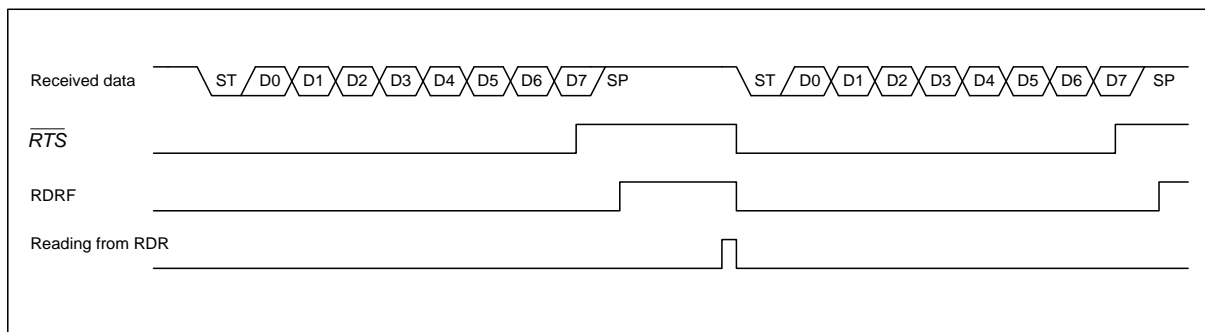 Received data ST D0 D1 D2 D3 D4 D5 D6 D7 SP ST D0 D1 D2 D3 D4 D5 D6 D7 SP
R̅T̅S̅
RDRF
Reading from RDR